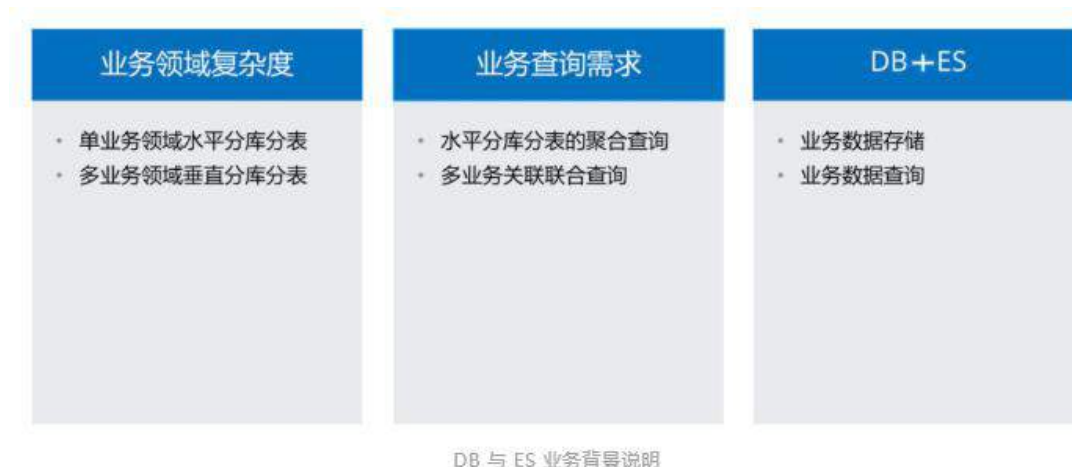 业务领域复杂度
· 单业务领域水平分库分表
· 多业务领域垂直分库分表
业务查询需求
· 水平分库分表的聚合查询
· 多业务关联联合查询
DB+ES
· 业务数据存储
· 业务数据查询
DB 与 ES 业务背景说明